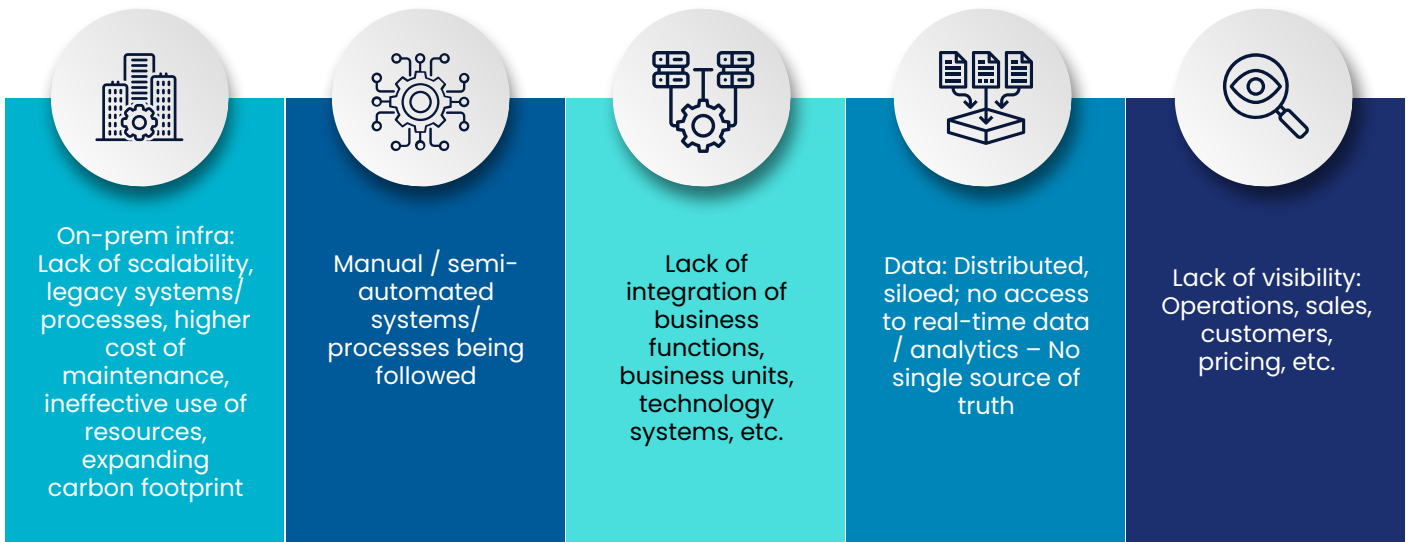 On-prem infra:
Lack of scalability,
legacy systems/
processes, higher
cost of
maintenance,
ineffective use of
resources,
expanding
carbon footprint
Manual / semi-
automated
systems/
processes being
followed
Lack of
integration of
business
functions,
business units,
technology
systems, etc.
Data: Distributed,
siloed; no access
to real-time data
/ analytics – No
single source of
truth
Lack of visibility:
Operations, sales,
customers,
pricing, etc.